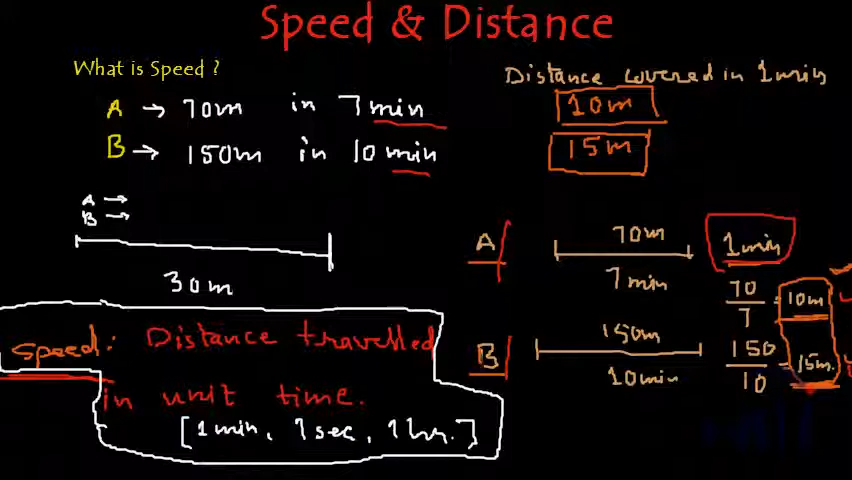 Speed & Distance
What is Speed ?
Distance covered in 1min
A → 70m in 7min
10m
B → 150m in 10min
15m
A →
B →
30m
A
70m
7min
1min
70/7 = 10m
B
150m
10min
150/10 = 15m.
Speed: Distance travelled
in unit time.
[1min, 1sec, 1hr.]